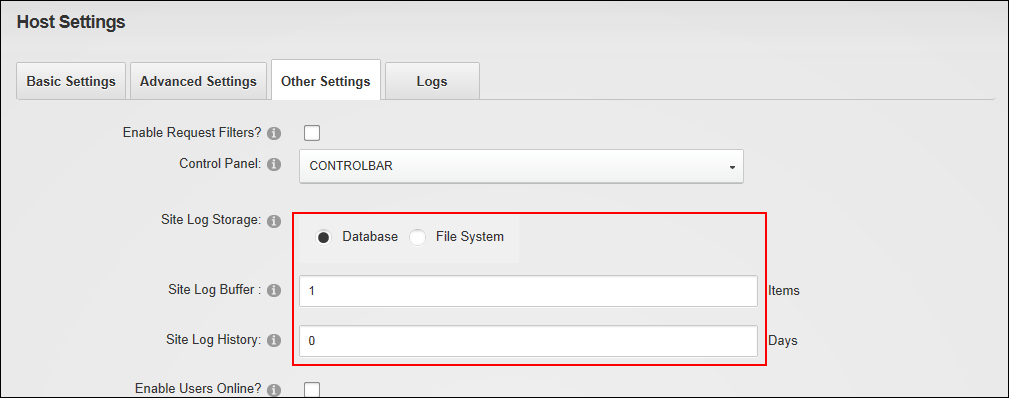 Host Settings
Basic Settings Advanced Settings Other Settings Logs
Enable Request Filters?
Control Panel: CONTROLBAR
Site Log Storage:
Database File System
Site Log Buffer : 1 Items
Site Log History: 0 Days
Enable Users Online?